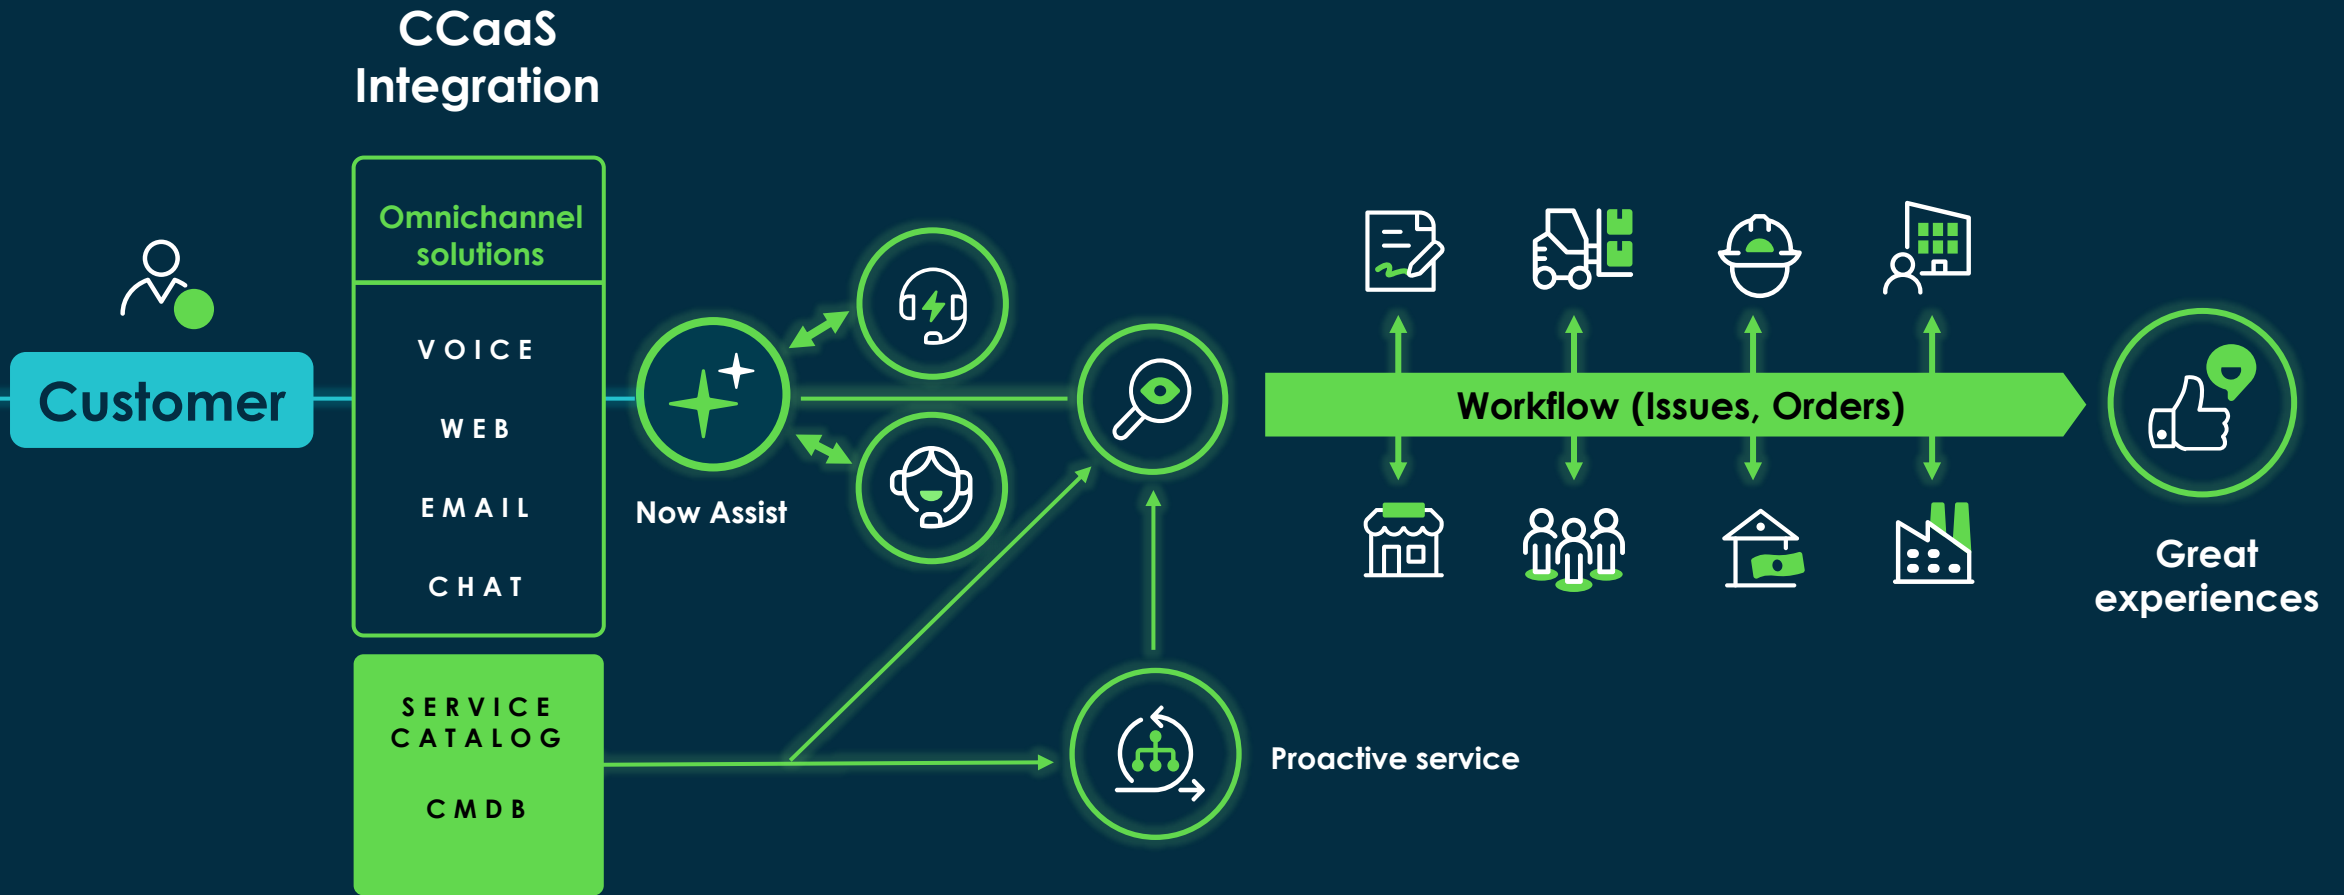 CCaaS
Integration
Customer
Omnichannel
solutions
VOICE
WEB
EMAIL
CHAT
SERVICE
CATALOG
CMDB
Now Assist
Proactive service
Workflow (Issues, Orders)
Great
experiences